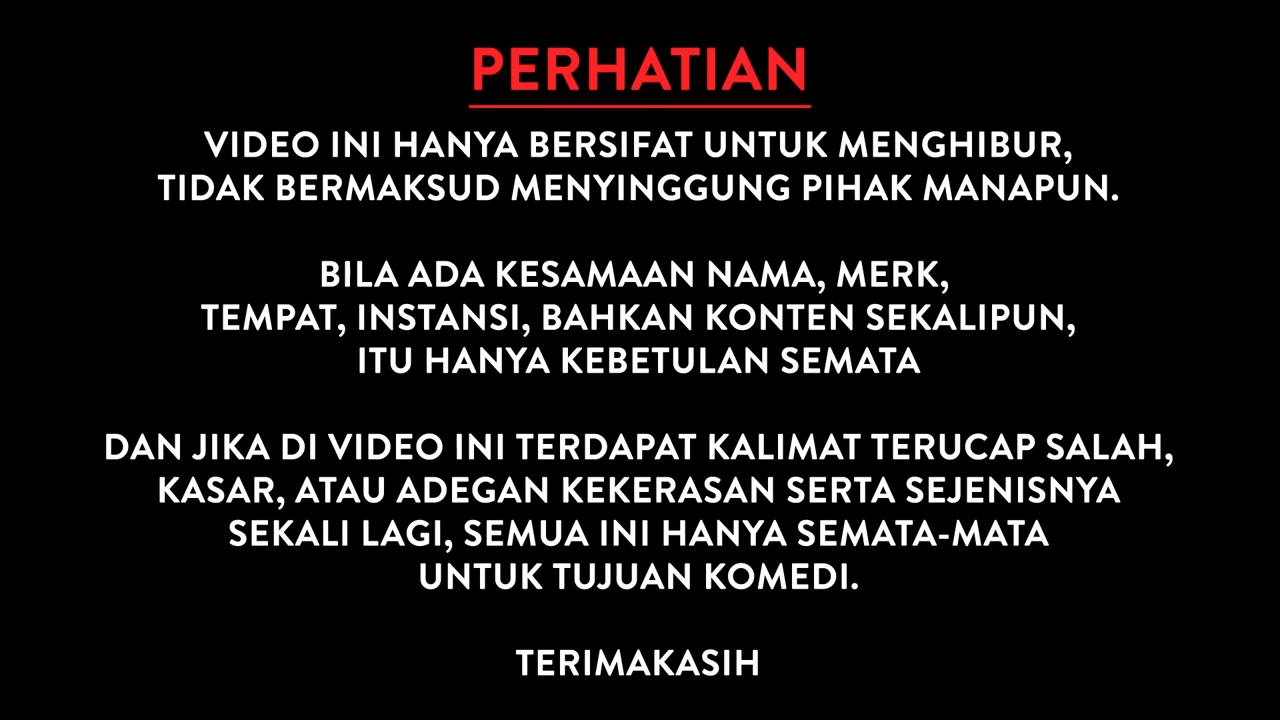 PERHATIAN
VIDEO INI HANYA BERSIFAT UNTUK MENGHIBUR,
TIDAK BERMAKSUD MENYINGGUNG PIHAK MANAPUN.
BILA ADA KESAMAAN NAMA, MERK,
TEMPAT, INSTANSI, BAHKAN KONTEN SEKALIPUN,
ITU HANYA KEBETULAN SEMATA
DAN JIKA DI VIDEO INI TERDAPAT KALIMAT TERUCAP SALAH,
KASAR, ATAU ADEGAN KEKERASAN SERTA SEJENISNYA
SEKALI LAGI, SEMUA INI HANYA SEMATA-MATA
UNTUK TUJUAN KOMEDI.
TERIMAKASIH